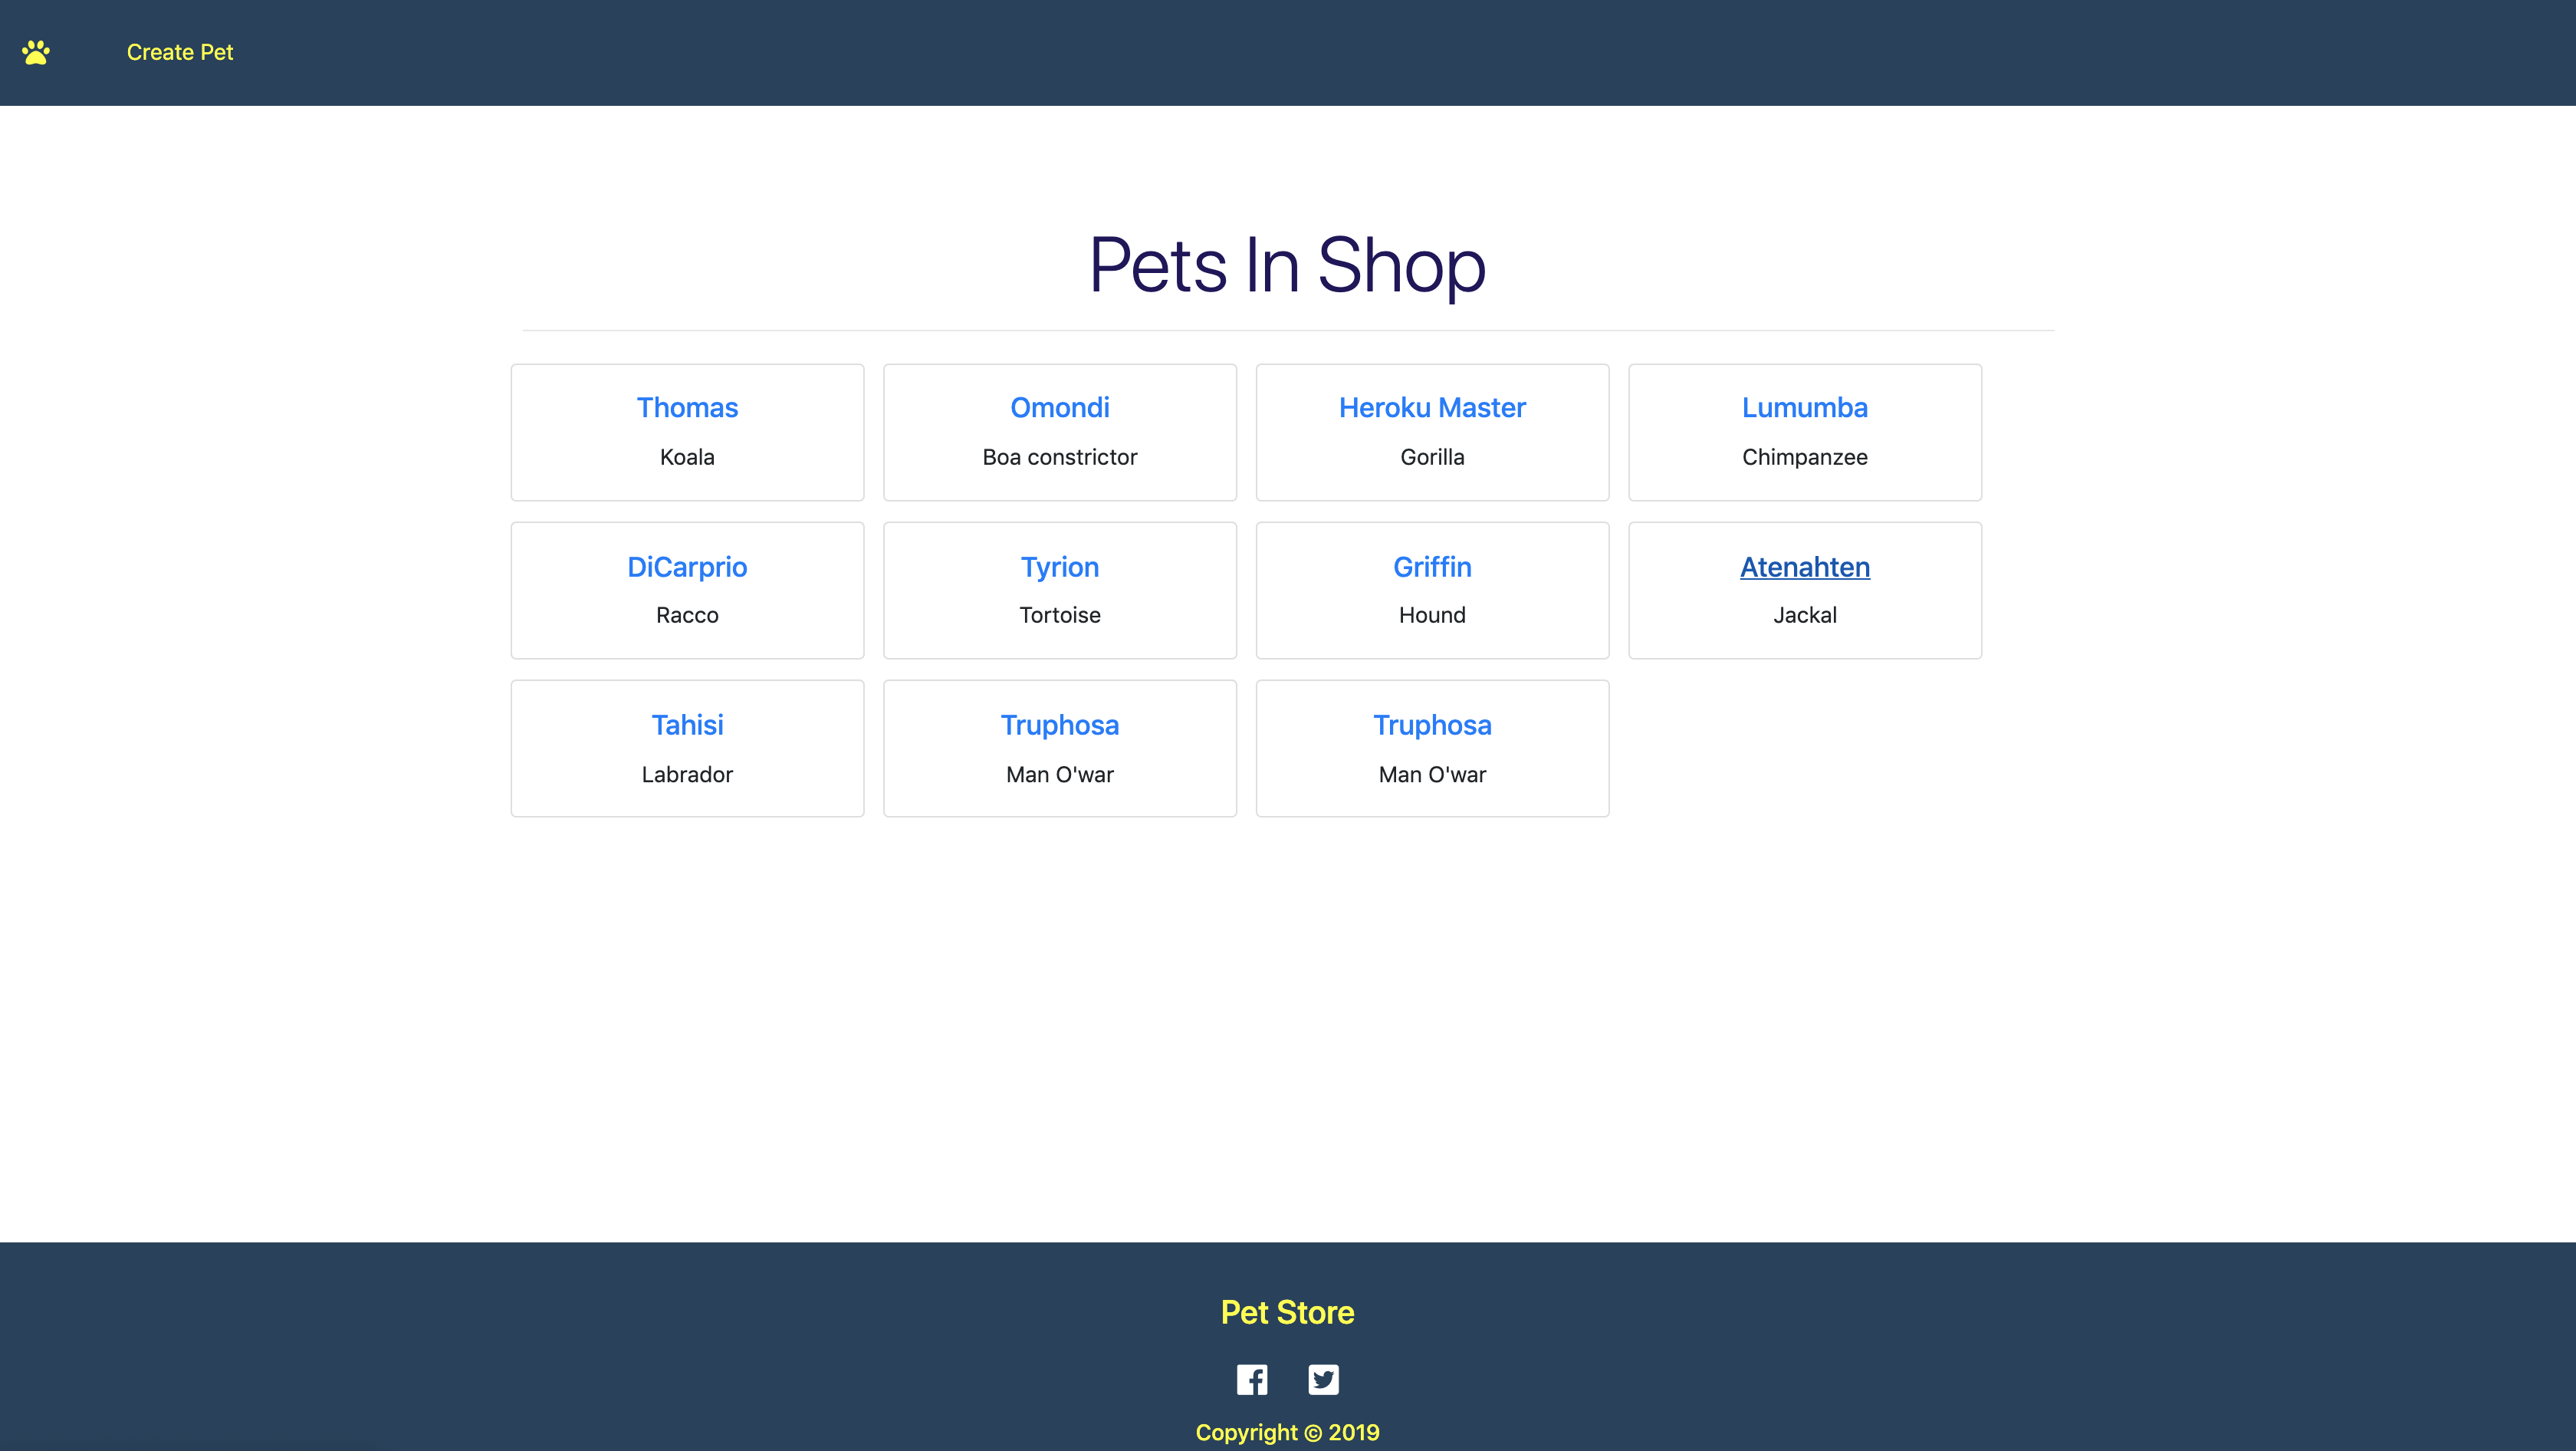 Create Pet
Pets In Shop
Thomas
Koala
Omondi
Boa constrictor
Heroku Master
Gorilla
Lumumba
Chimpanzee
DiCarprio
Racco
Tyrion
Tortoise
Griffin
Hound
Atenahten
Jackal
Tahisi
Labrador
Truphosa
Man O'war
Truphosa
Man O'war
Pet Store
Copyright © 2019